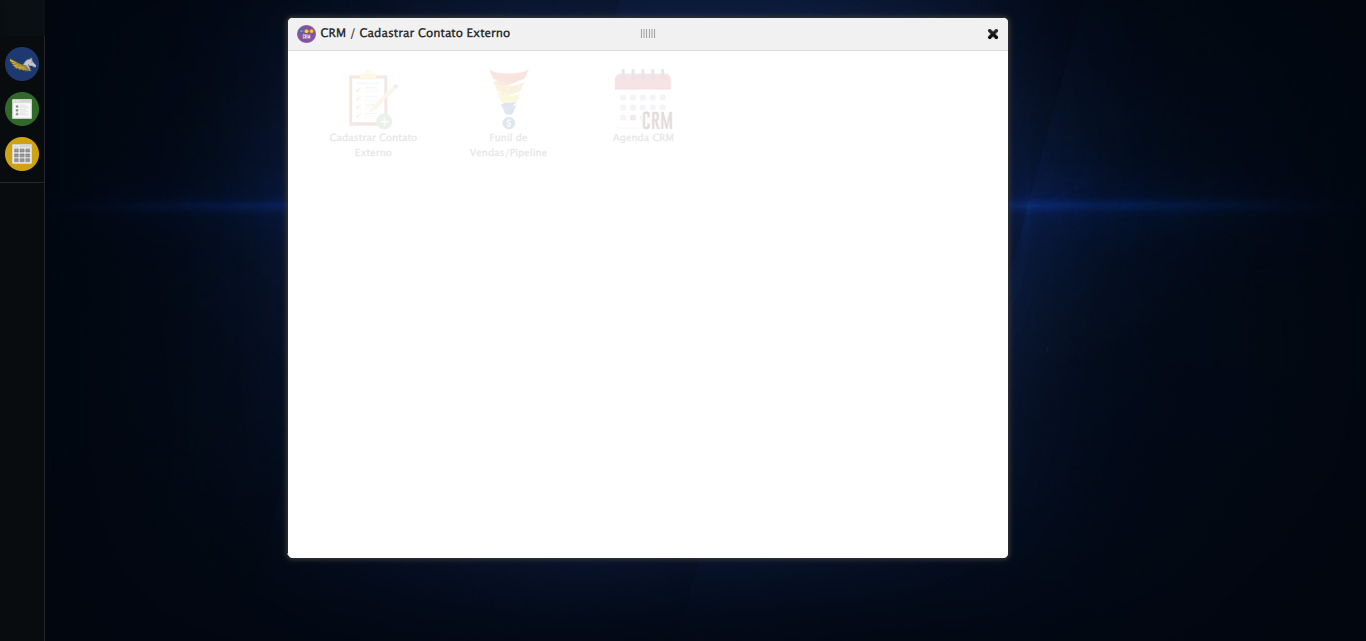 CRM / Cadastrar Contato Externo
Cadastrar Contato
Externo
Funil de
Vendas/Pipeline
CRM
Agenda CRM